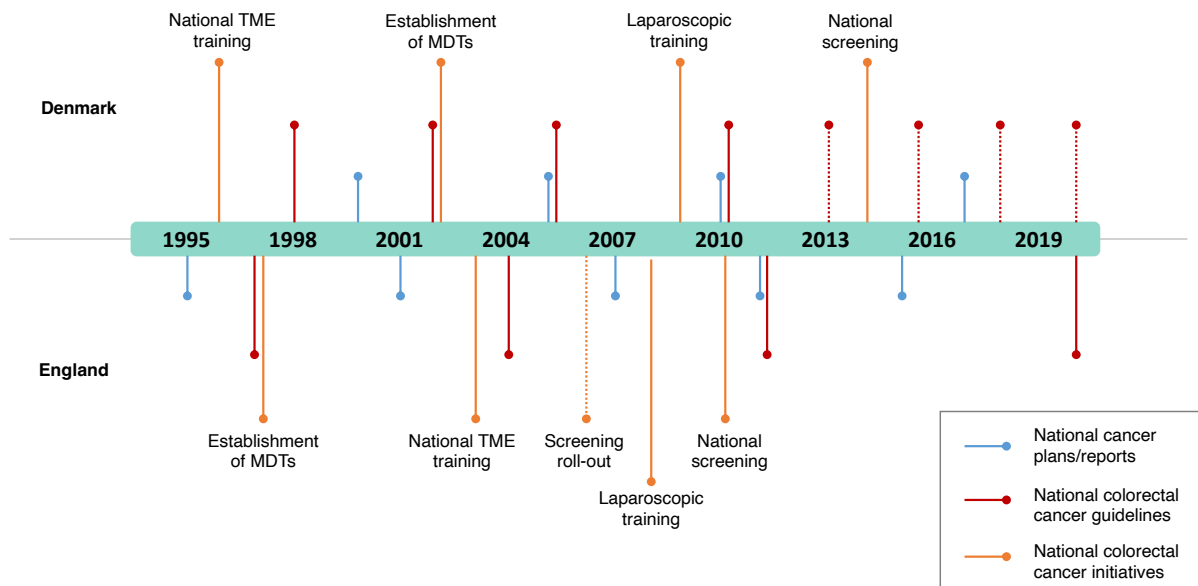 National TME
training
Establishment
of MDTs
Laparoscopic
training
National
screening
Denmark
1995 1998 2001 2004 2007 2010 2013 2016 2019
England
Establishment
of MDTs
National TME
training
Screening
roll-out
National
screening
Laparoscopic
training
National cancer
plans/reports
National colorectal
cancer guidelines
National colorectal
cancer initiatives